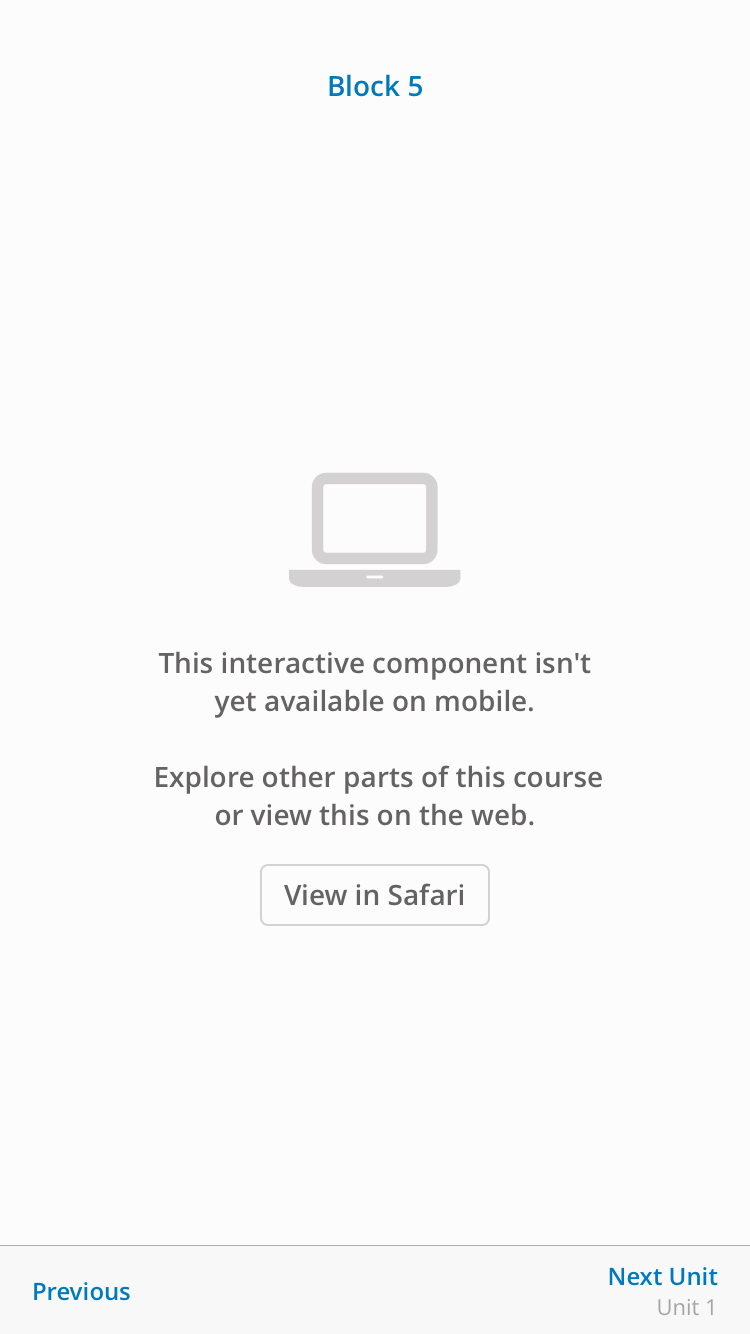 Block 5
This interactive component isn't
yet available on mobile.
Explore other parts of this course
or view this on the web.
View in Safari
Previous
Next Unit
Unit 1